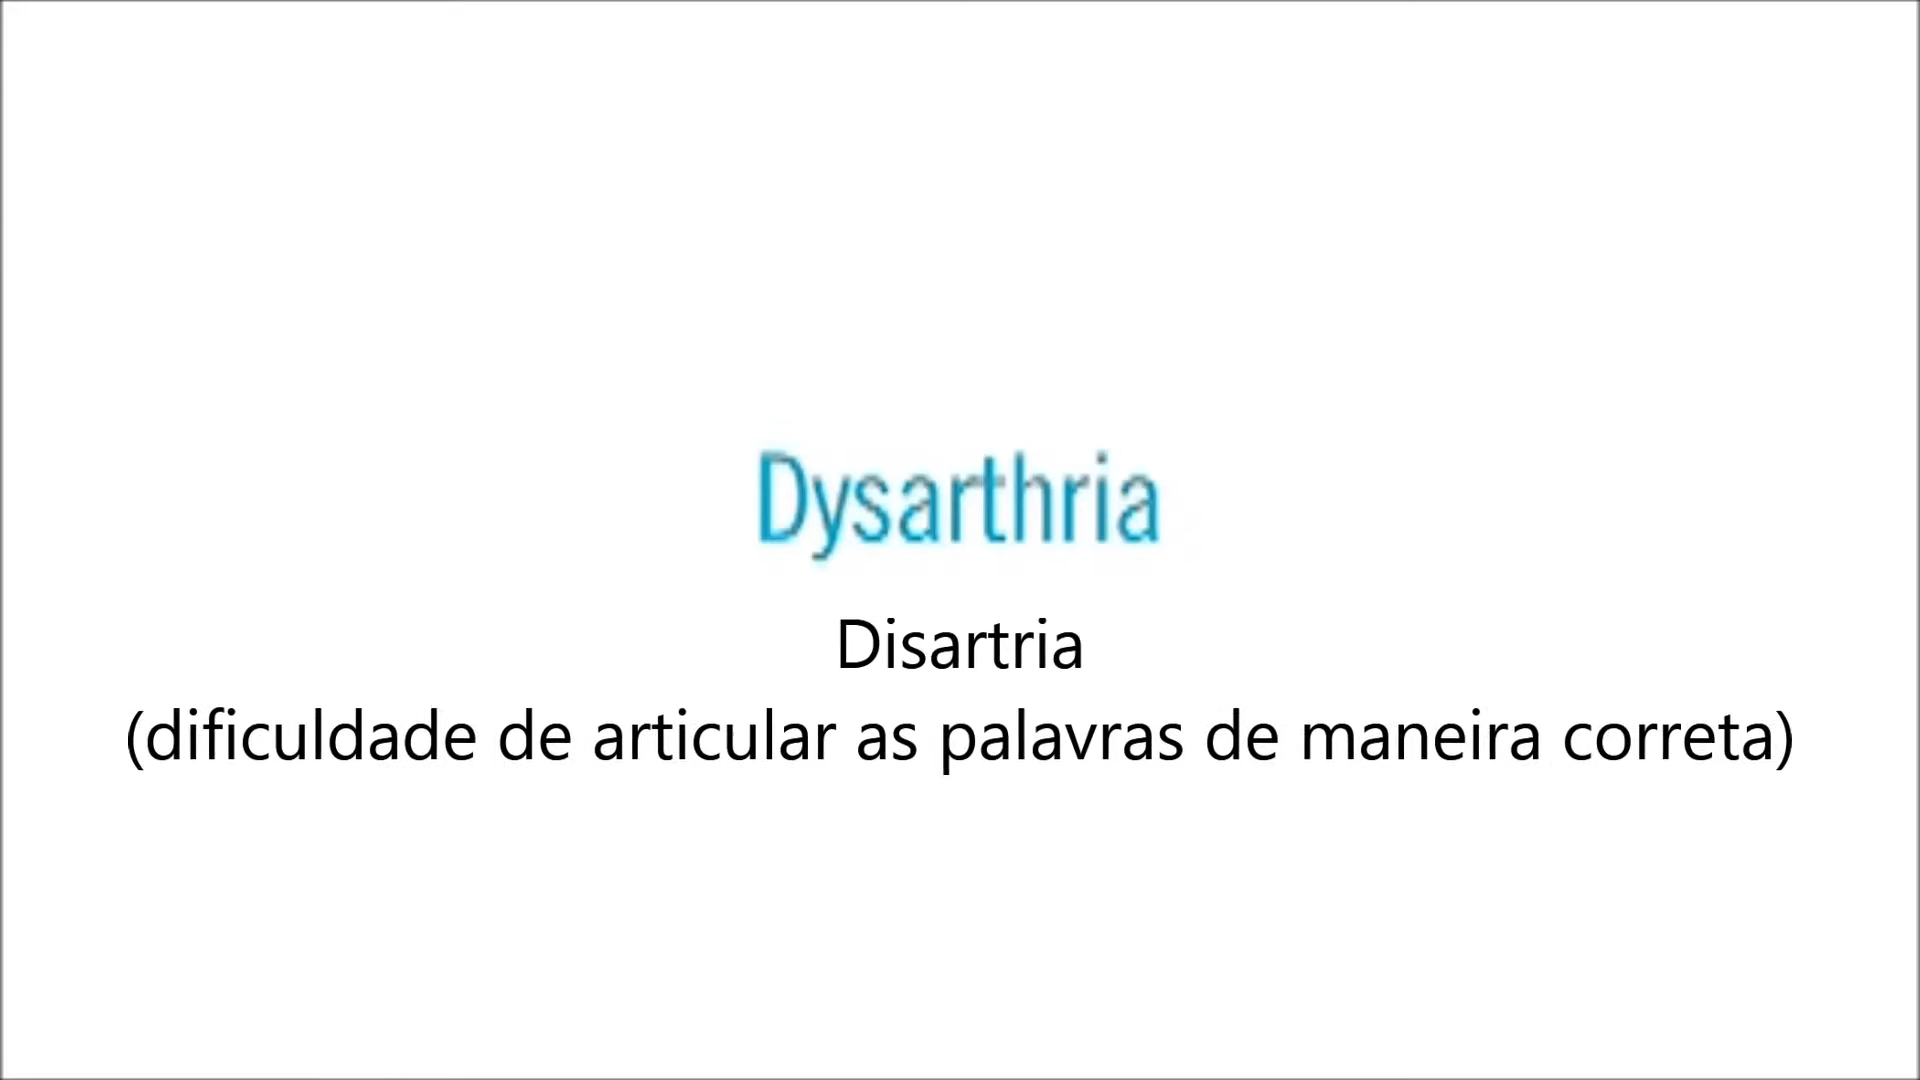 Dysarthria
Disartria
(dificuldade de articular as palavras de maneira correta)